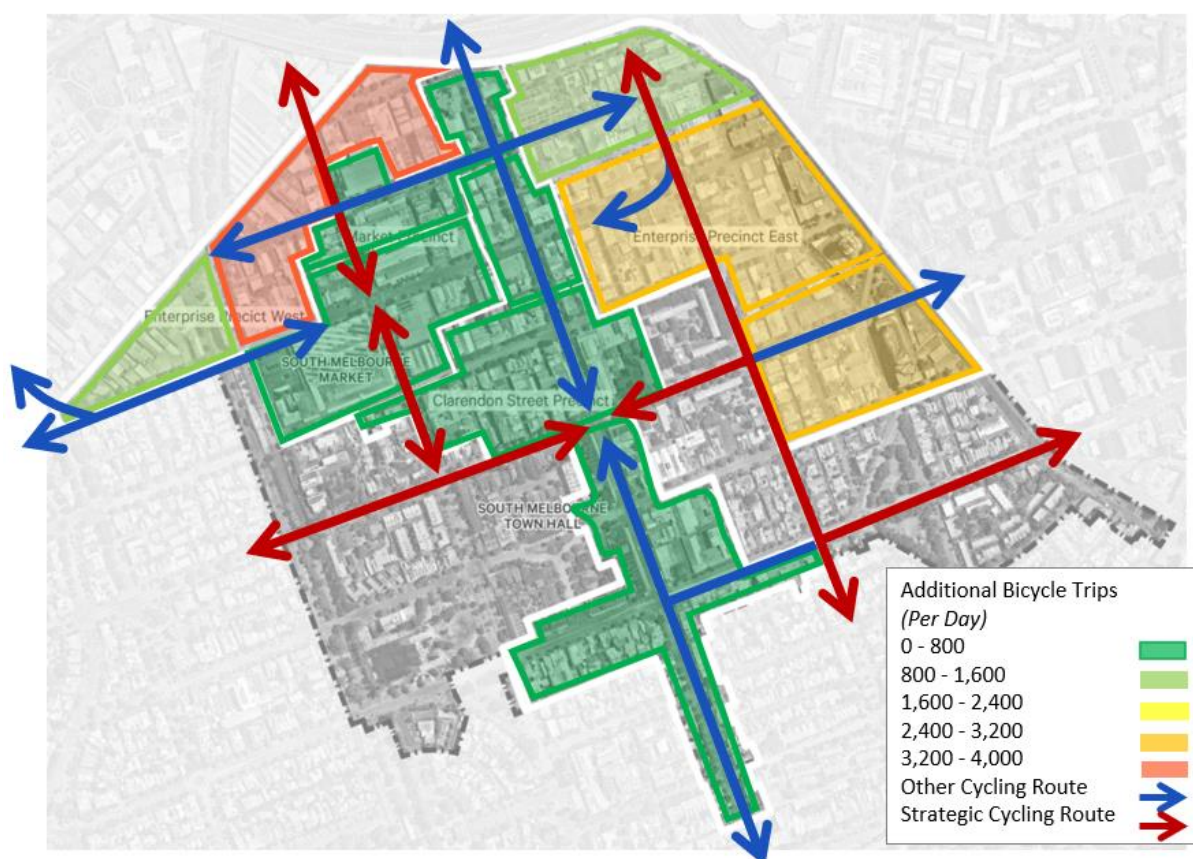 Market Precinct
Enterprise Precinct East
Enterprise Precict West
SOUTH MELBOURNE
MARKET
Clarendon Street Precinct
SOUTH MELBOURNE
TOWN HALL
Additional Bicycle Trips
(Per Day)
0 - 800
800 - 1,600
1,600 - 2,400
2,400 - 3,200
3,200 - 4,000
Other Cycling Route
Strategic Cycling Route